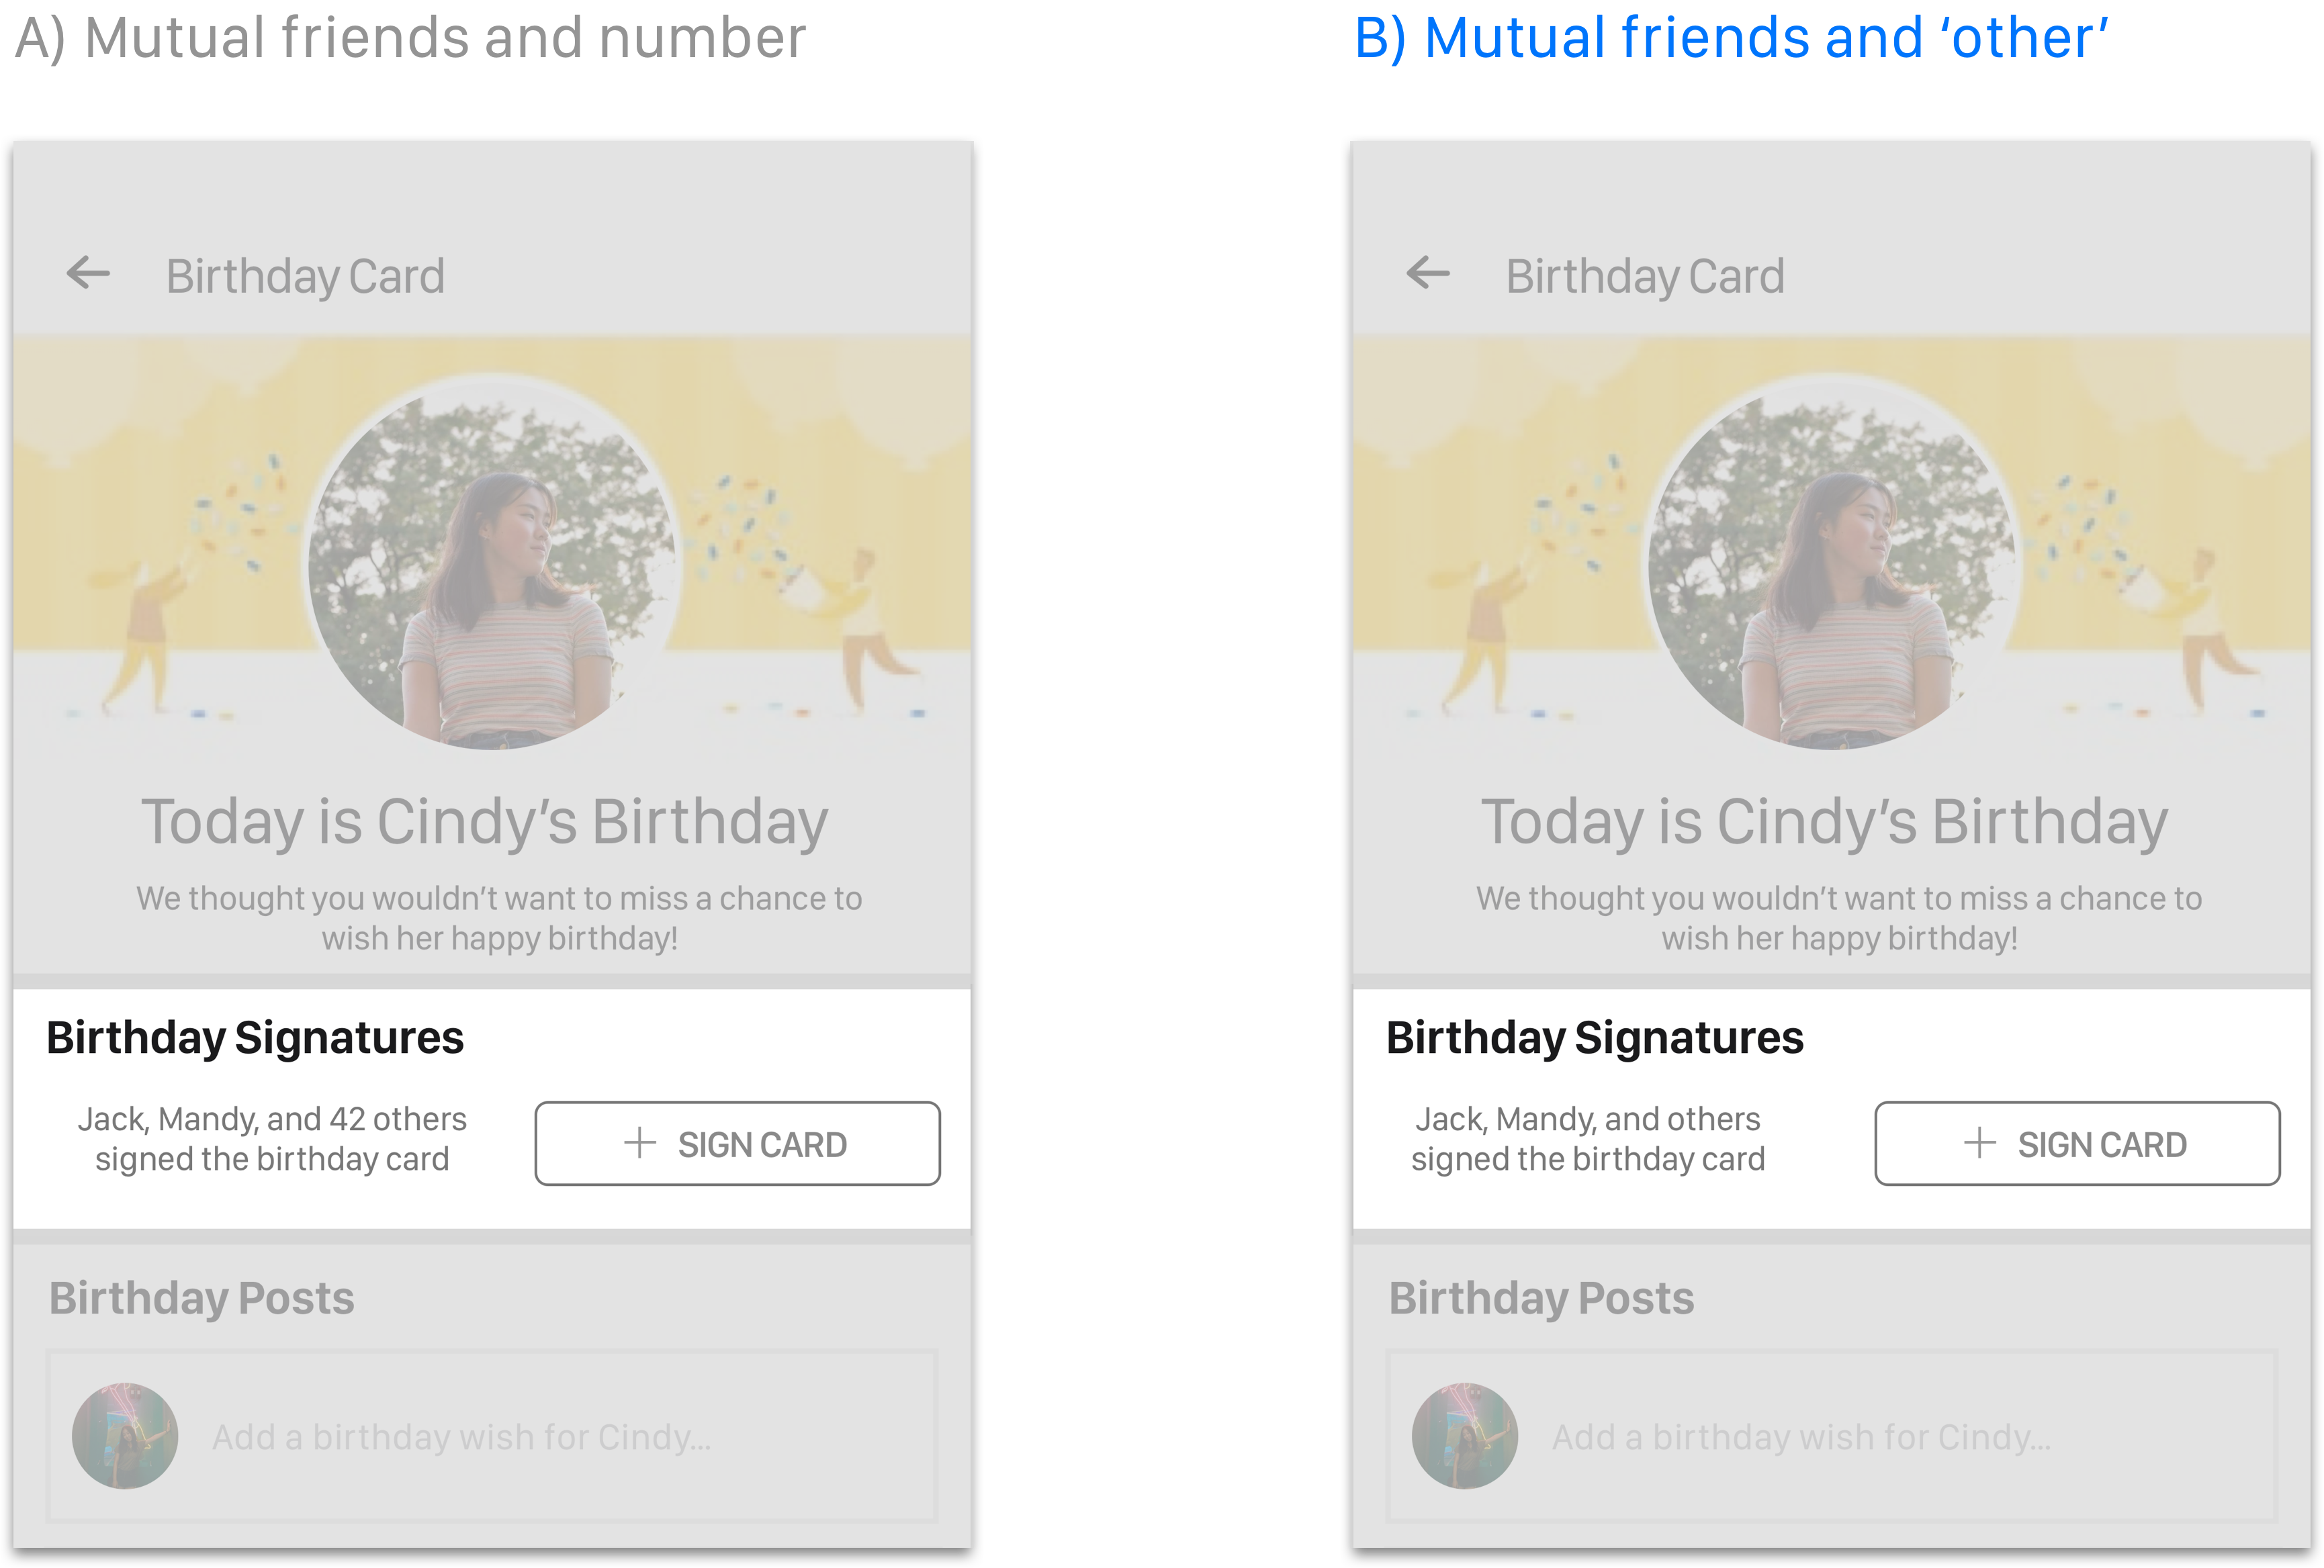 A) Mutual friends and number
Birthday Card
Today is Cindy’s Birthday
We thought you wouldn’t want to miss a chance to
wish her happy birthday!
Birthday Signatures
Jack, Mandy, and 42 others
signed the birthday card
+ SIGN CARD
Birthday Posts
Add a birthday wish for Cindy...
B) Mutual friends and ‘other’
Birthday Card
Today is Cindy’s Birthday
We thought you wouldn’t want to miss a chance to
wish her happy birthday!
Birthday Signatures
Jack, Mandy, and others
signed the birthday card
+ SIGN CARD
Birthday Posts
Add a birthday wish for Cindy...